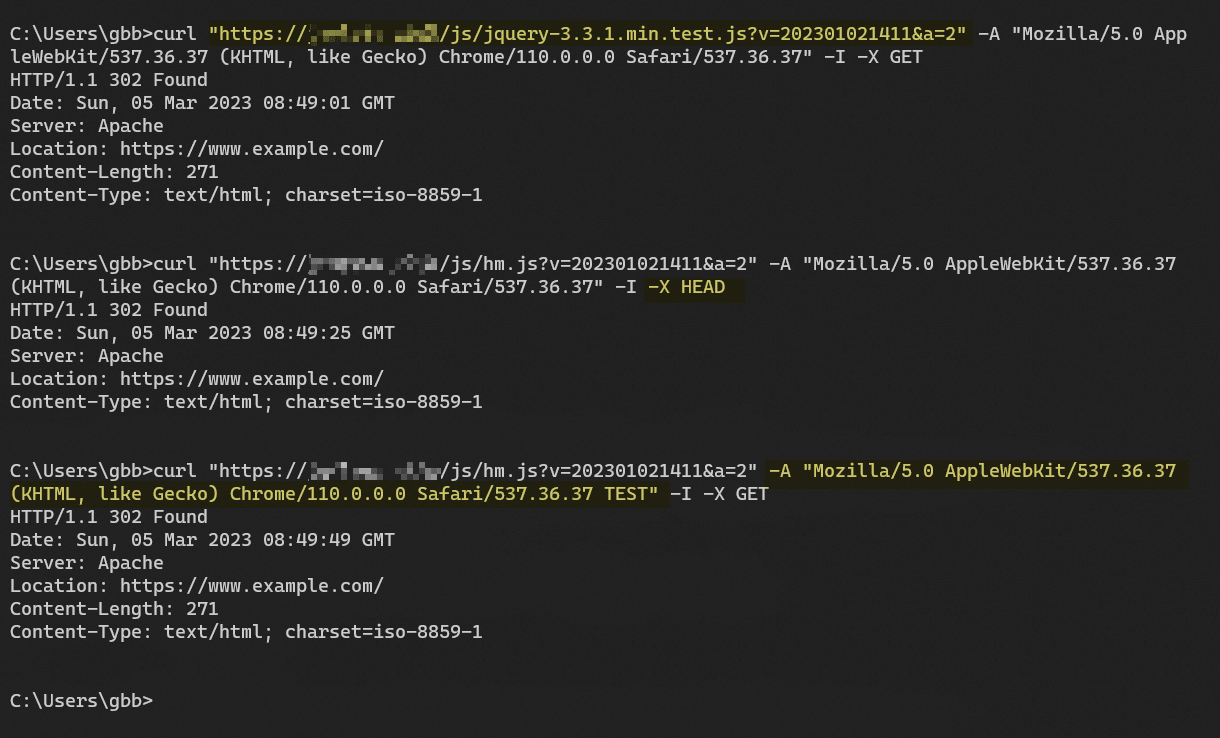 C:\Users\gbb>curl "https:///js/jquery-3.3.1.min.test.js?v=202301021411&a=2" -A "Mozilla/5.0 App
leWebKit/537.36.37 (KHTML, like Gecko) Chrome/110.0.0.0 Safari/537.36.37" -I -X GET
HTTP/1.1 302 Found
Date: Sun, 05 Mar 2023 08:49:01 GMT
Server: Apache
Location: https://www.example.com/
Content-Length: 271
Content-Type: text/html; charset=iso-8859-1
C:\Users\gbb>curl "https:///js/hm.js?v=202301021411&a=2" -A "Mozilla/5.0 AppleWebKit/537.36.37
(KHTML, like Gecko) Chrome/110.0.0.0 Safari/537.36.37" -I -X HEAD
HTTP/1.1 302 Found
Date: Sun, 05 Mar 2023 08:49:25 GMT
Server: Apache
Location: https://www.example.com/
Content-Type: text/html; charset=iso-8859-1
C:\Users\gbb>curl "https:///js/hm.js?v=202301021411&a=2" -A "Mozilla/5.0 AppleWebKit/537.36.37
(KHTML, like Gecko) Chrome/110.0.0.0 Safari/537.36.37 TEST" -I -X GET
HTTP/1.1 302 Found
Date: Sun, 05 Mar 2023 08:49:49 GMT
Server: Apache
Location: https://www.example.com/
Content-Length: 271
Content-Type: text/html; charset=iso-8859-1
C:\Users\gbb>